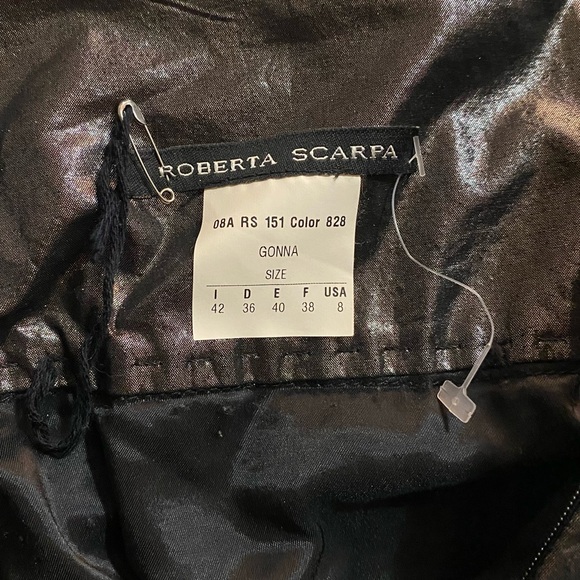 ROBERTA SCARPA
08A RS 151 Color 828
GONNA
SIZE
I D E F USA
42 36 40 38 8